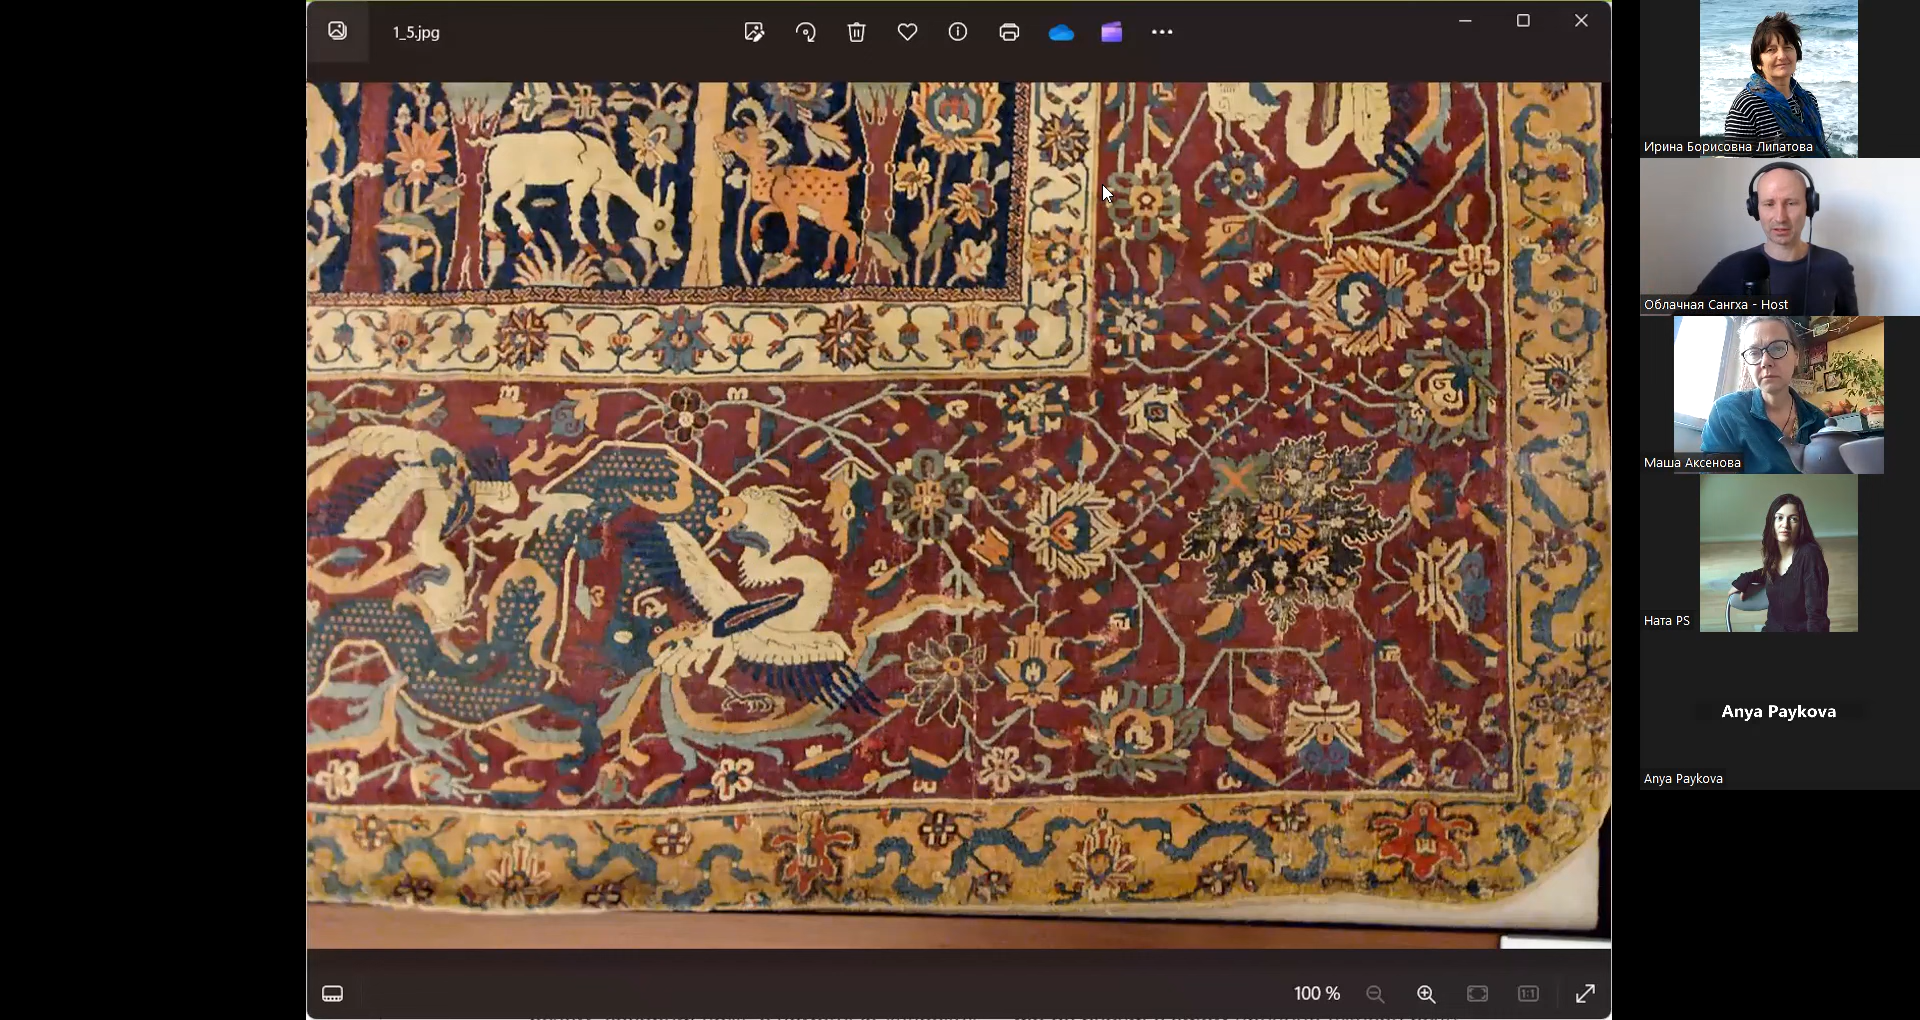 1_5.jpg
Ирина Борисовна Липатова
Облачная Сангха - Host
Маша Аксенова
Ната PS
Anya Paykova
Anya Paykova
100 %